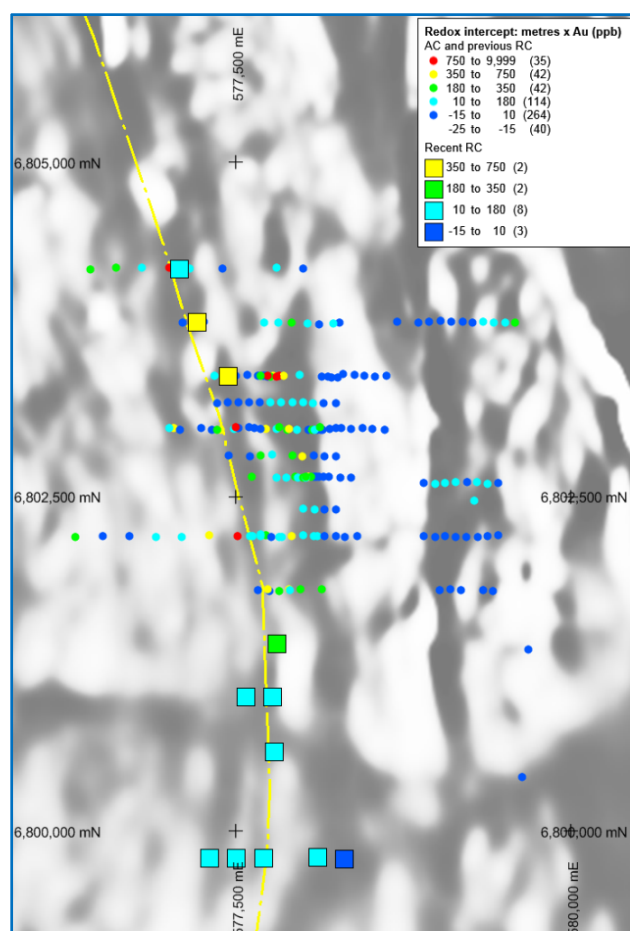 Redox intercept: metres x Au (ppb)
AC and previous RC
750 to 9,999 (35)
350 to 750 (42)
180 to 350 (42)
10 to 180 (114)
-15 to 10 (264)
-25 to -15 (40)
Recent RC
350 to 750 (2)
180 to 350 (2)
10 to 180 (8)
-15 to 10 (3)
577,500 mE
6,805,000 mN
6,802,500 mN
6,802,500 mN
6,800,000 mN
6,800,000 mN
577,500 mE
580,000 mE